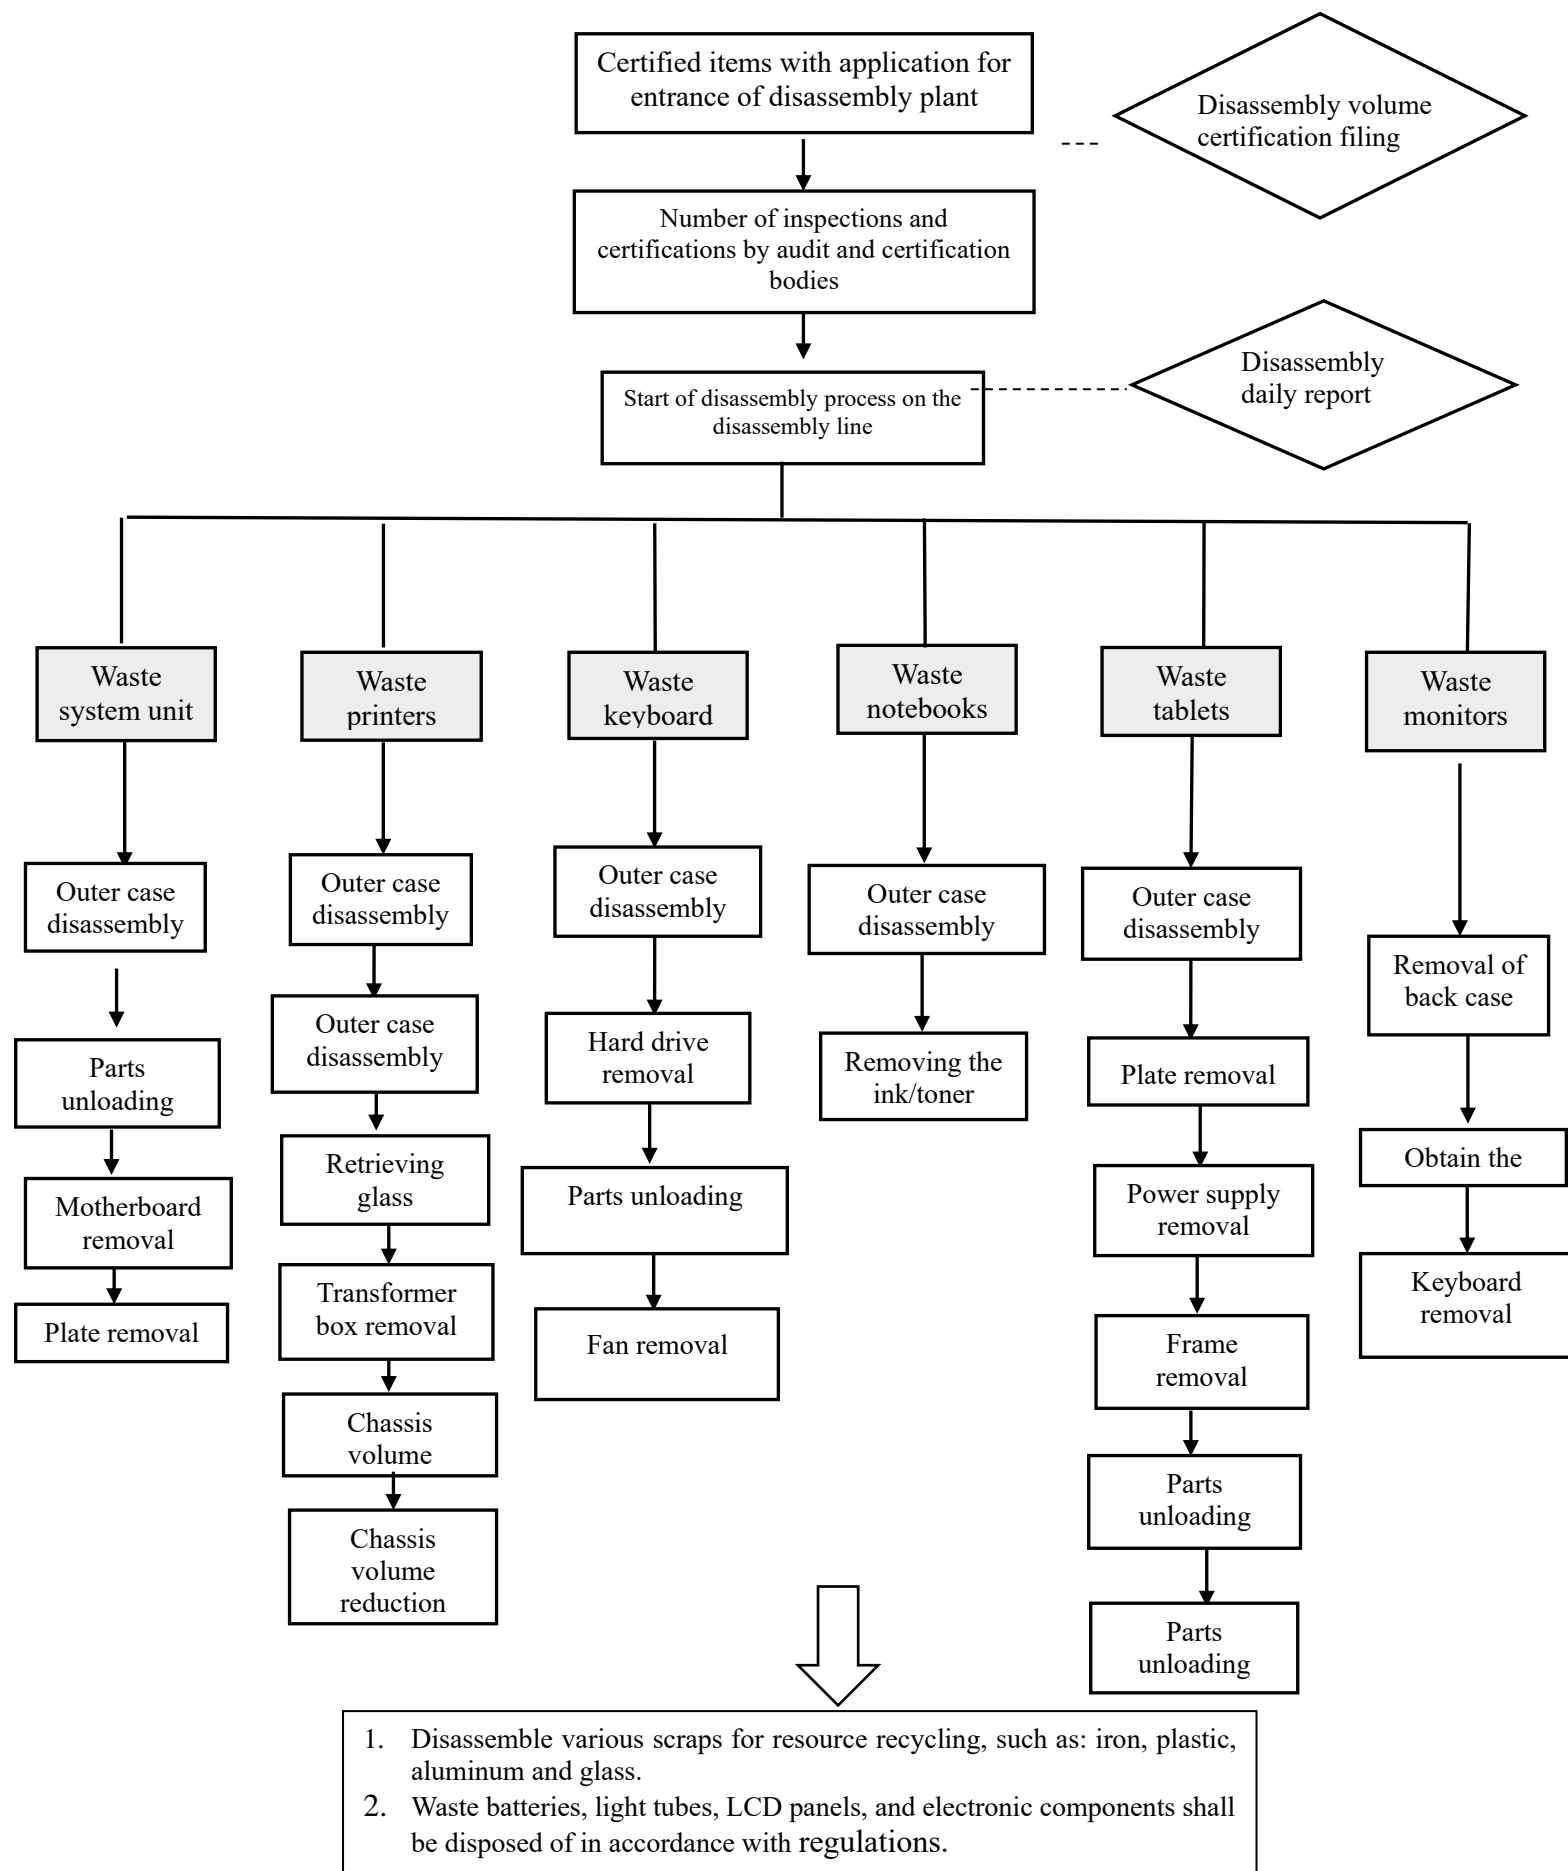 Certified items with application for
entrance of disassembly plant
Disassembly volume
certification filing
Number of inspections and
certifications by audit and certification
bodies
Disassembly
daily report
Start of disassembly process on the
disassembly line
Waste
system unit
Waste
printers
Waste
keyboard
Waste
notebooks
Waste
tablets
Waste
monitors
Outer case
disassembly
Parts
unloading
Motherboard
removal
Plate removal
Outer case
disassembly
Outer case
disassembly
Retrieving
glass
Transformer
box removal
Chassis
volume
Chassis
volume
reduction
Outer case
disassembly
Hard drive
removal
Parts unloading
Fan removal
Outer case
disassembly
Removing the
ink/toner
Outer case
disassembly
Plate removal
Power supply
removal
Frame
removal
Parts
unloading
Parts
unloading
Removal of
back case
Obtain the
Keyboard
removal
1. Disassemble various scraps for resource recycling, such as: iron, plastic,
aluminum and glass.
2. Waste batteries, light tubes, LCD panels, and electronic components shall
be disposed of in accordance with regulations.